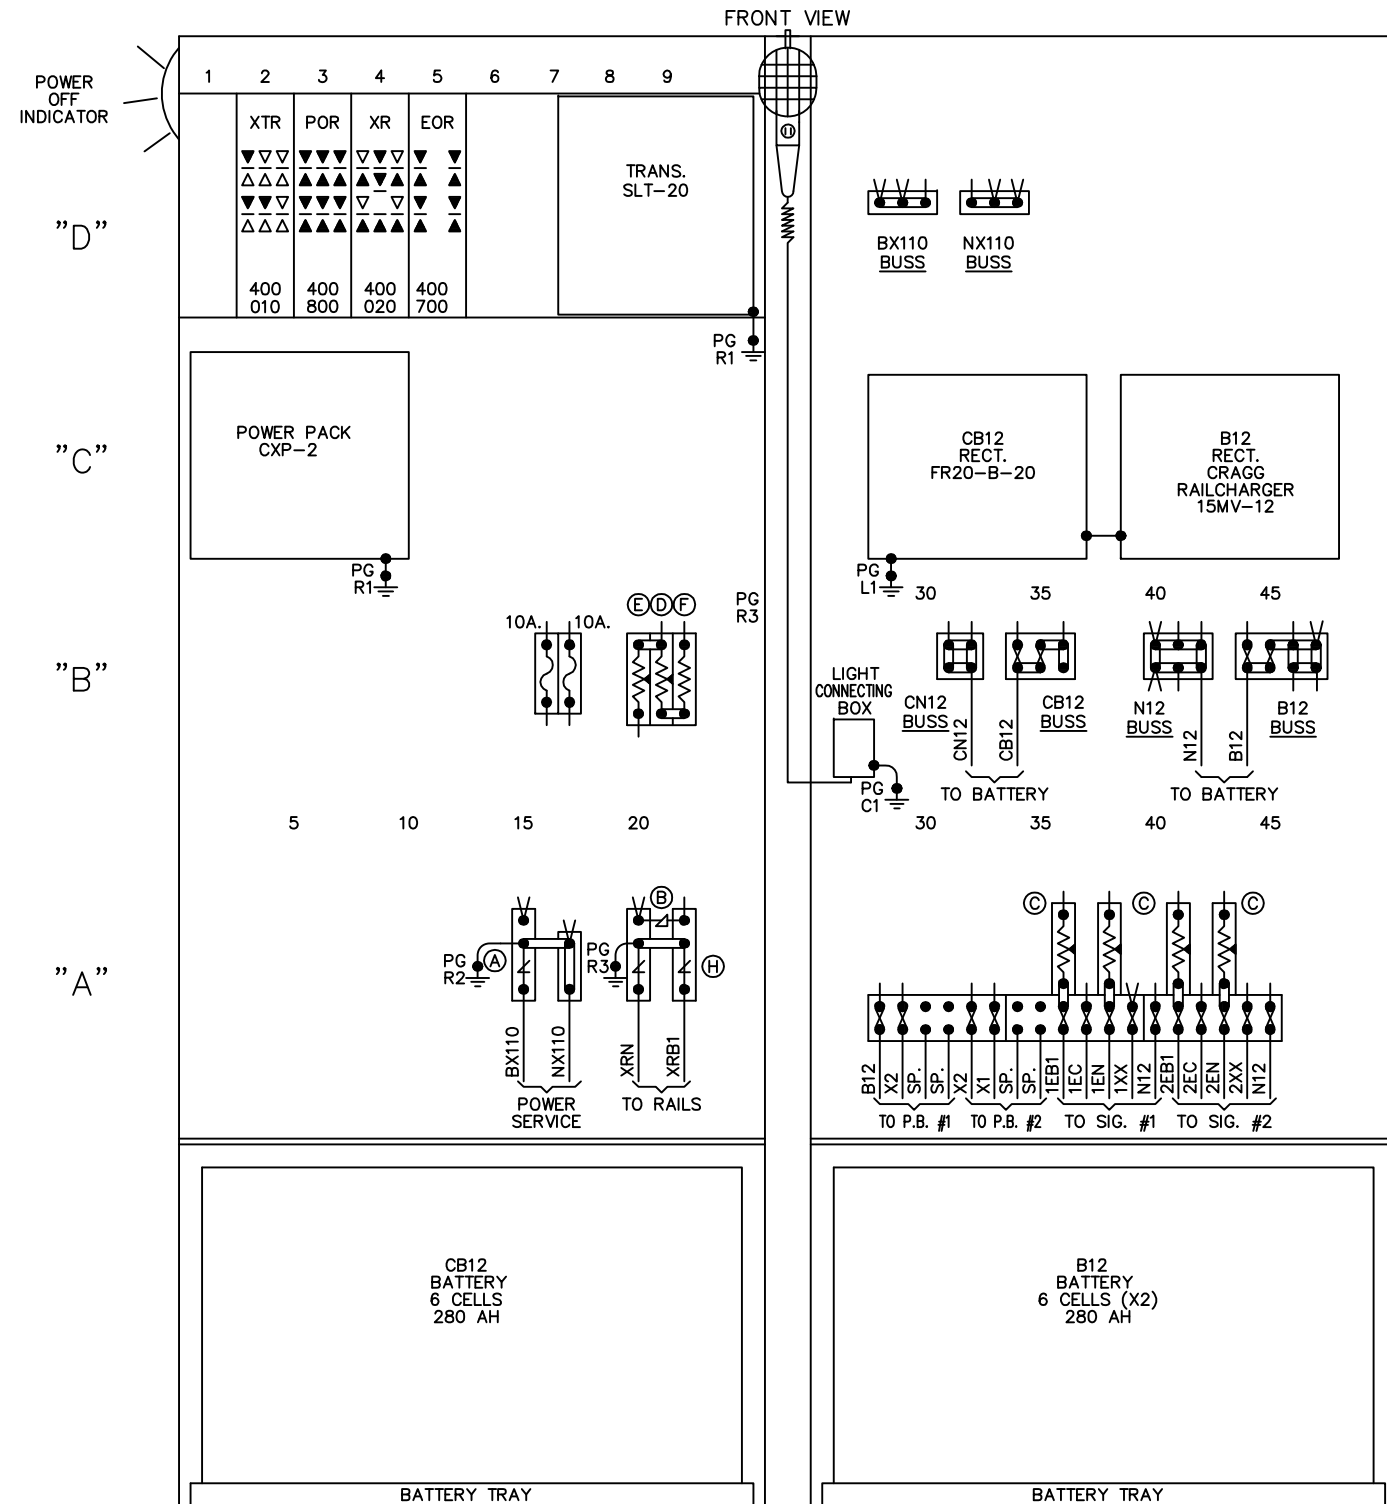 FRONT VIEW
POWER
OFF
INDICATOR
1 2 3 4 5 6 7 8 9
XTR POR XR EOR
TRANS.
SLT-20
"D"
BX110
BUSS
NX110
BUSS
400
010
400
800
400
020
400
700
PG
R1
"C"
POWER PACK
CXP-2
CB12
RECT.
FR20-B-20
B12
RECT.
CRAGG
RAILCHARGER
15MV-12
PG
R1
PG
L1
30 35 40 45
PG
R3
10A. 10A.
E D F
"B"
LIGHT
CONNECTING
BOX
CN12
BUSS
CN12
CB12
CB12
BUSS
N12
BUSS
N12
B12
B12
BUSS
TO BATTERY
TO BATTERY
PG
C1
5 10 15 20
30 35 40 45
"A"
PG
R2
A
B
PG
R3
H
C
C
C
BX110
NX110
XRN
XRB1
POWER
SERVICE
TO RAILS
B12
X2
SP.
SP.
X2
X1
SP.
SP.
1EB1
1EC
1EN
1XX
N12
2EB1
2EC
2EN
2XX
N12
TO P.B. #1
TO P.B. #2
TO SIG. #1
TO SIG. #2
CB12
BATTERY
6 CELLS
280 AH
B12
BATTERY
6 CELLS (X2)
280 AH
BATTERY TRAY
BATTERY TRAY